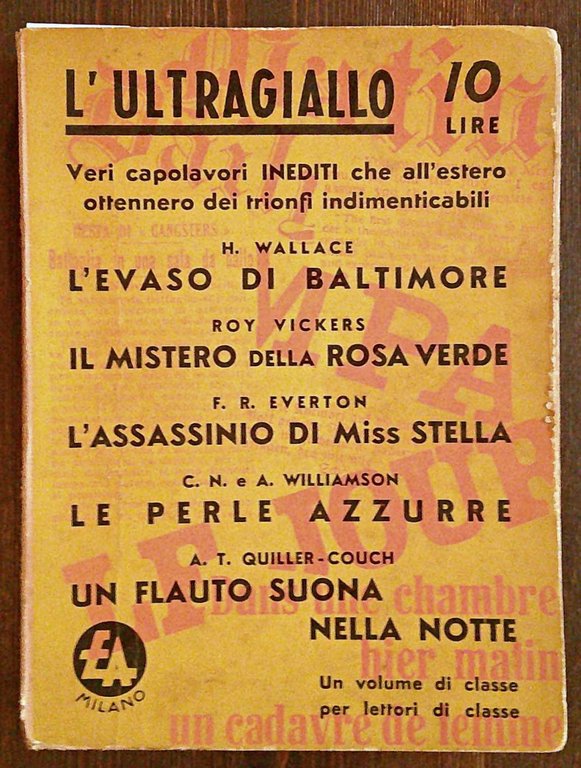 L'ULTRAGIALLO
10
LIRE
Veri capolavori INEDITI che all'estero
ottennero dei trionfi indimenticabili
H. WALLACE
L'EVASO DI BALTIMORE
ROY VICKERS
IL MISTERO DELLA ROSA VERDE
F. R. EVERTON
L'ASSASSINIO DI Miss STELLA
C. N. e A. WILLIAMSON
LE PERLE AZZURRE
A. T. QUILLER-COUCH
UN FLAUTO SUONA
NELLA NOTTE
EA
MILANO
Un volume di classe
per lettori di classe
LE JOUR
Dans une chambre
hier matin
un cadavre de femme